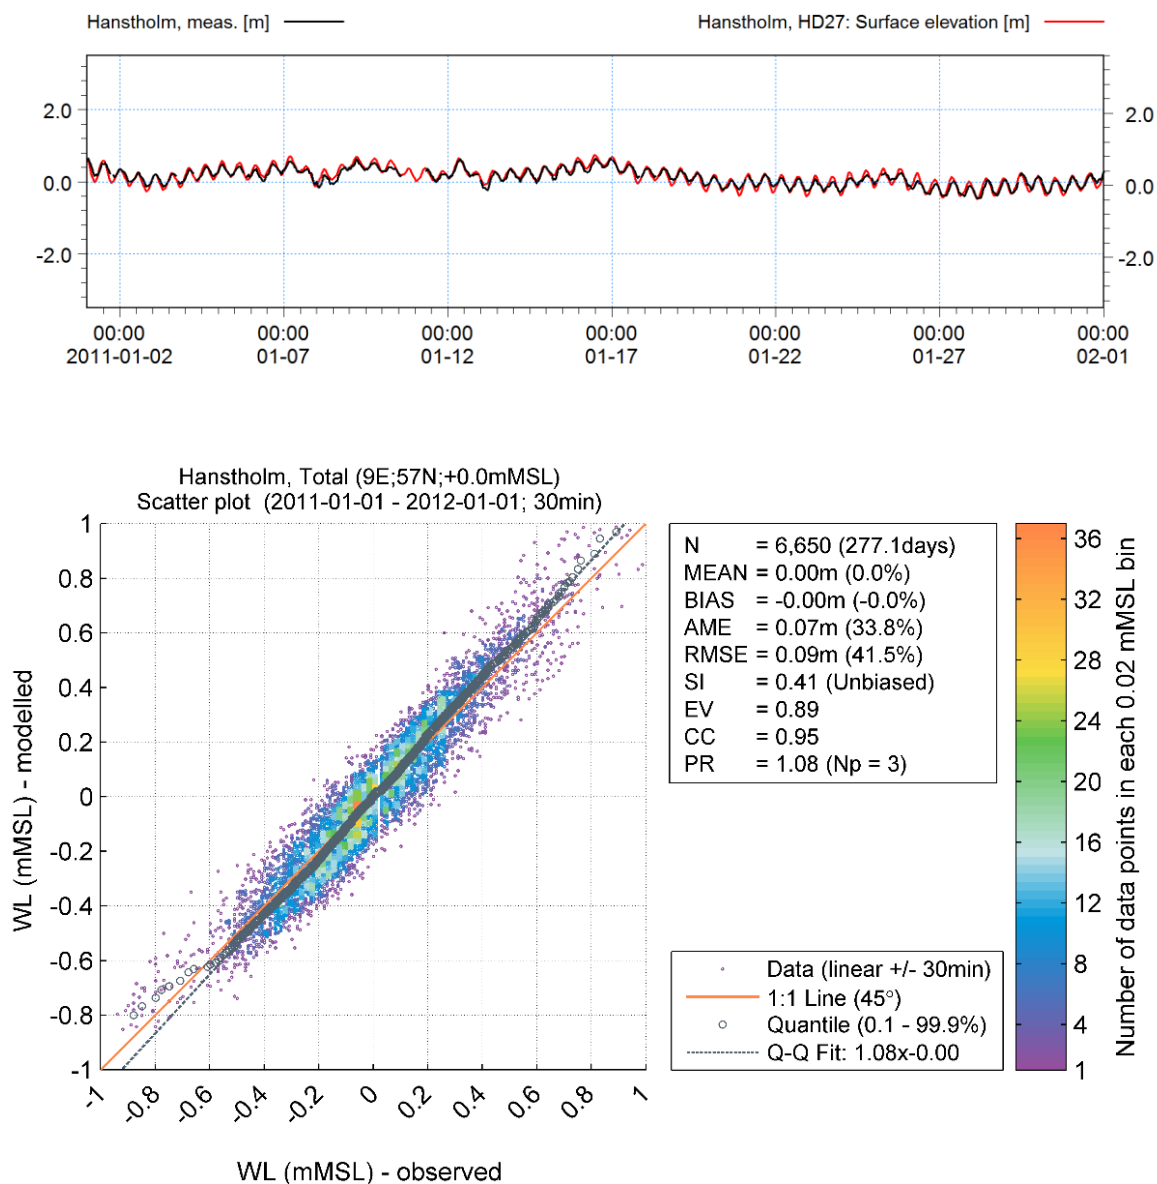 Hanstholm, meas. [m]
Hanstholm, HD27: Surface elevation [m]
2.0
0.0
-2.0
2.0
0.0
-2.0
00:00 00:00 00:00 00:00 00:00 00:00 00:00
2011-01-02 01-07 01-12 01-17 01-22 01-27 02-01
Hanstholm, Total (9E;57N;+0.0mMSL)
Scatter plot (2011-01-01 - 2012-01-01; 30min)
WL (mMSL) - modelled
1
0.8
0.6
0.4
0.2
0
-0.2
-0.4
-0.6
-0.8
-1
-1 -0.8 -0.6 -0.4 -0.2 0 0.2 0.4 0.6 0.8 1
WL (mMSL) - observed
N = 6,650 (277.1days)
MEAN = 0.00m (0.0%)
BIAS = -0.00m (-0.0%)
AME = 0.07m (33.8%)
RMSE = 0.09m (41.5%)
SI = 0.41 (Unbiased)
EV = 0.89
CC = 0.95
PR = 1.08 (Np = 3)
Data (linear +/- 30min)
1:1 Line (45°)
Quantile (0.1 - 99.9%)
Q-Q Fit: 1.08x-0.00
36
32
28
24
20
16
12
8
4
1
Number of data points in each 0.02 mMSL bin